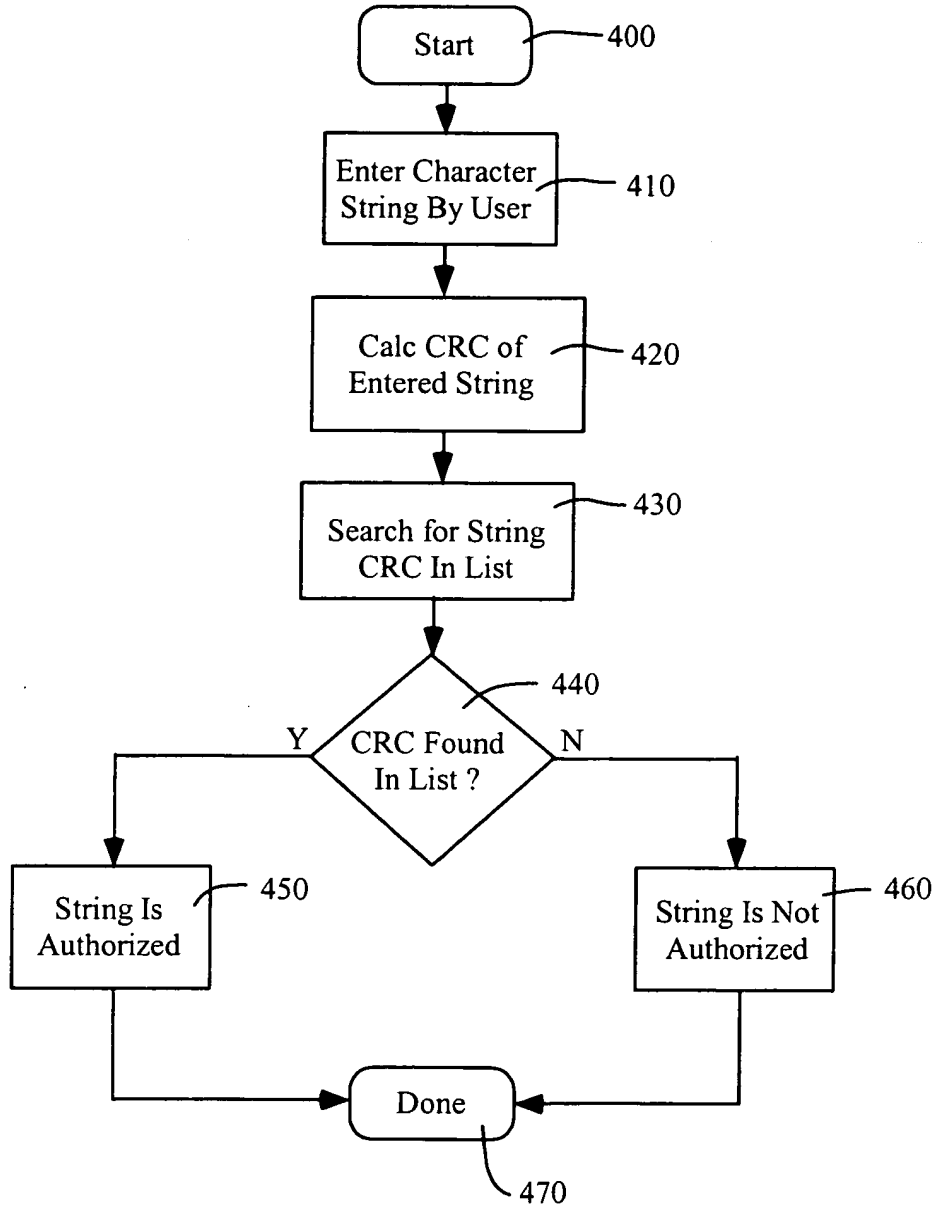 Start
400
Enter Character
String By User
410
Calc CRC of
Entered String
420
430
Search for String
CRC In List
440
Y
CRC Found
In List ?
N
450
String Is
Authorized
460
String Is Not
Authorized
Done
470